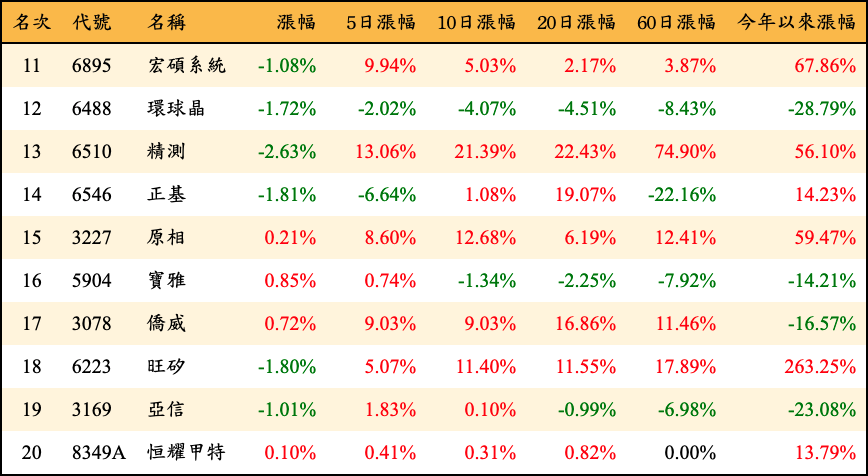 名次 代號 名稱 漲幅 5日漲幅 10日漲幅 20日漲幅 60日漲幅 今年以來漲幅
11 6895 宏碩系統 -1.08% 9.94% 5.03% 2.17% 3.87% 67.86%
12 6488 環球晶 -1.72% -2.02% -4.07% -4.51% -8.43% -28.79%
13 6510 精測 -2.63% 13.06% 21.39% 22.43% 74.90% 56.10%
14 6546 正基 -1.81% -6.64% 1.08% 19.07% -22.16% 14.23%
15 3227 原相 0.21% 8.60% 12.68% 6.19% 12.41% 59.47%
16 5904 寶雅 0.85% 0.74% -1.34% -2.25% -7.92% -14.21%
17 3078 僑威 0.72% 9.03% 9.03% 16.86% 11.46% -16.57%
18 6223 旺矽 -1.80% 5.07% 11.40% 11.55% 17.89% 263.25%
19 3169 亞信 -1.01% 1.83% 0.10% -0.99% -6.98% -23.08%
20 8349A 恒耀甲特 0.10% 0.41% 0.31% 0.82% 0.00% 13.79%